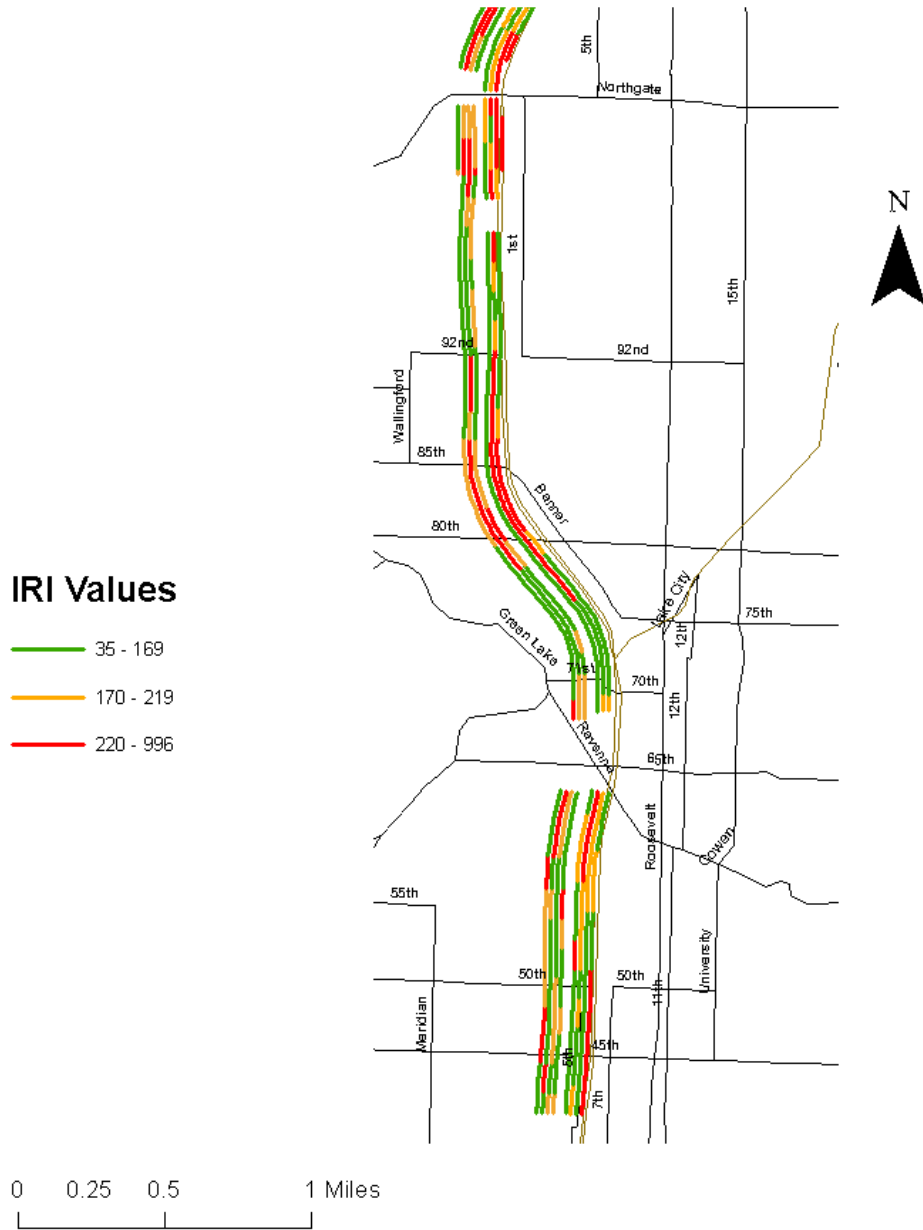 5th
Northgate
N
1st
15th
92nd
92nd
Wallingford
85th
Banner
80th
IRI Values
35 - 169
170 - 219
220 - 996
Lake City
75th
12th
Green Lake
71st
70th
12th
Ravenna
65th
Roosevelt
Cowen
55th
University
50th
50th
11th
Meridian
45th
5th
7th
0 0.25 0.5 1 Miles